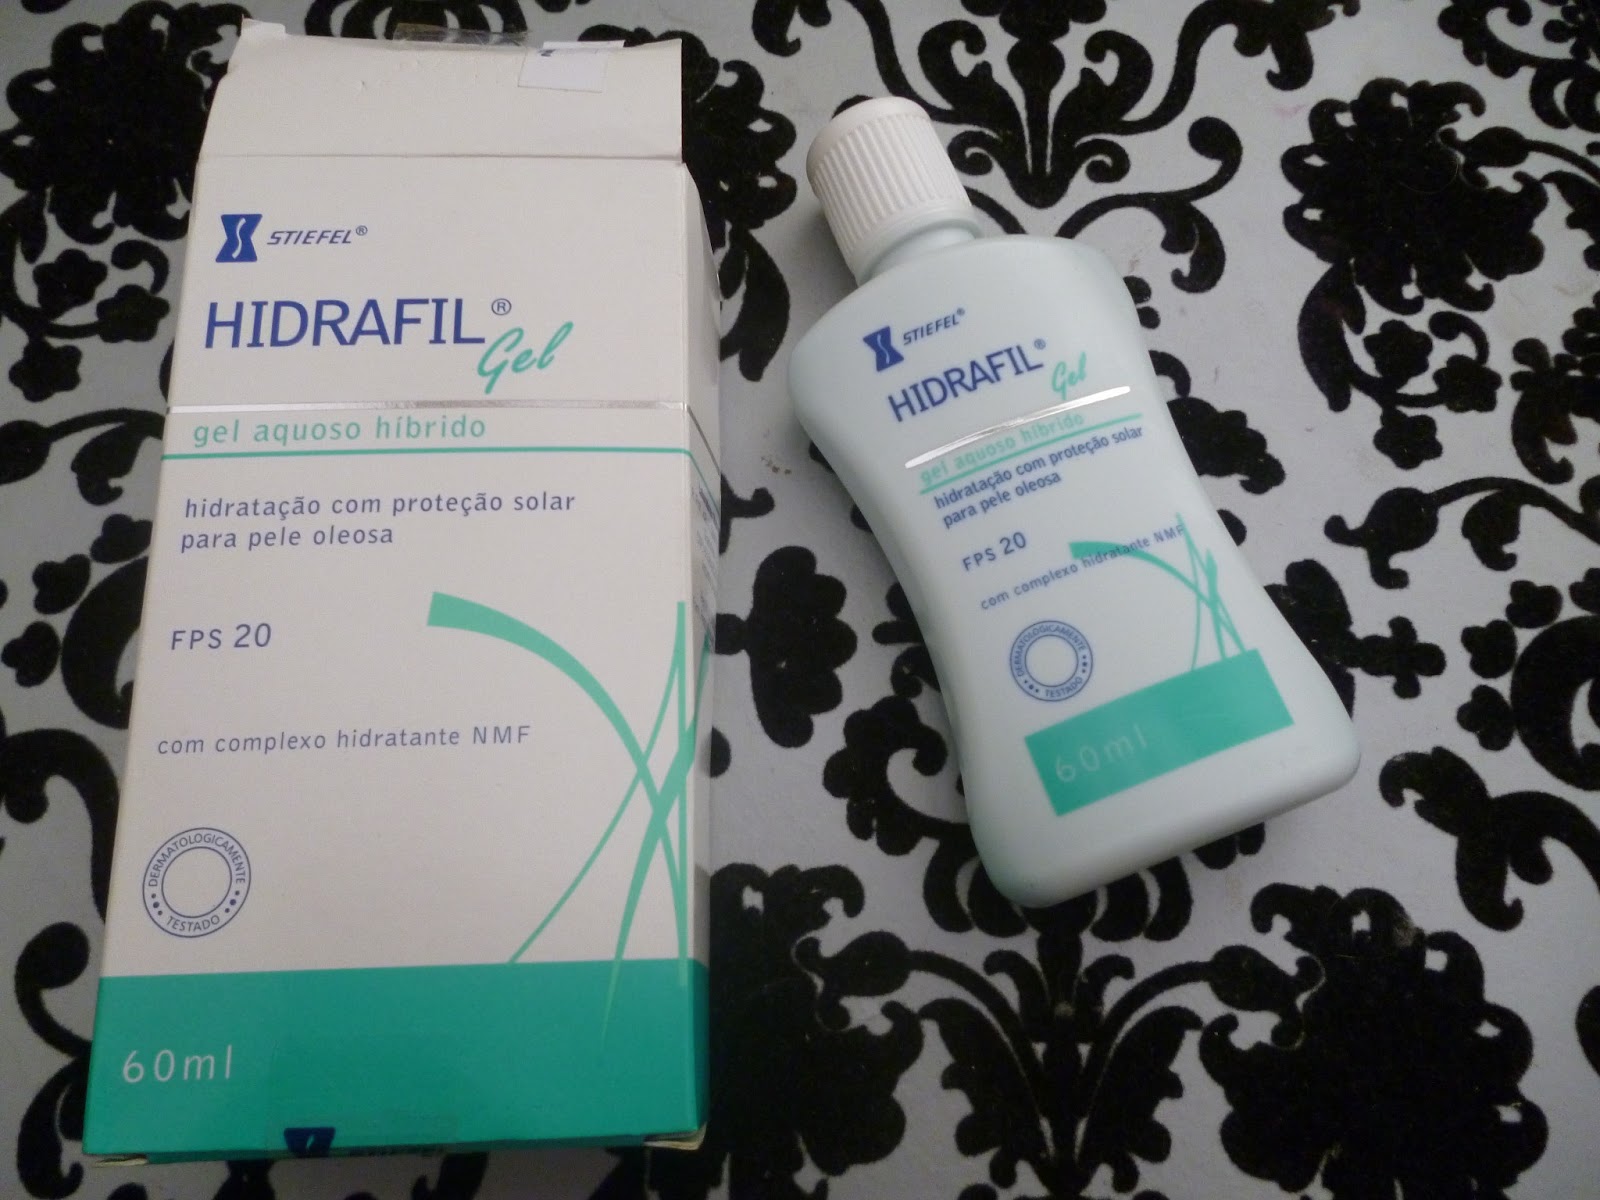 STIEFEL®
HIDRAFIL®
Gel
gel aquoso híbrido
hidratação com proteção solar
para pele oleosa
FPS 20
com complexo hidratante NMF
DERMATOLOGICAMENTE
TESTADO
60ml
STIEFEL®
HIDRAFIL®
Gel
gel aquoso híbrido
hidratação com proteção solar
para pele oleosa
FPS 20
com complexo hidratante NMF
DERMATOLOGICAMENTE
TESTADO
60ml